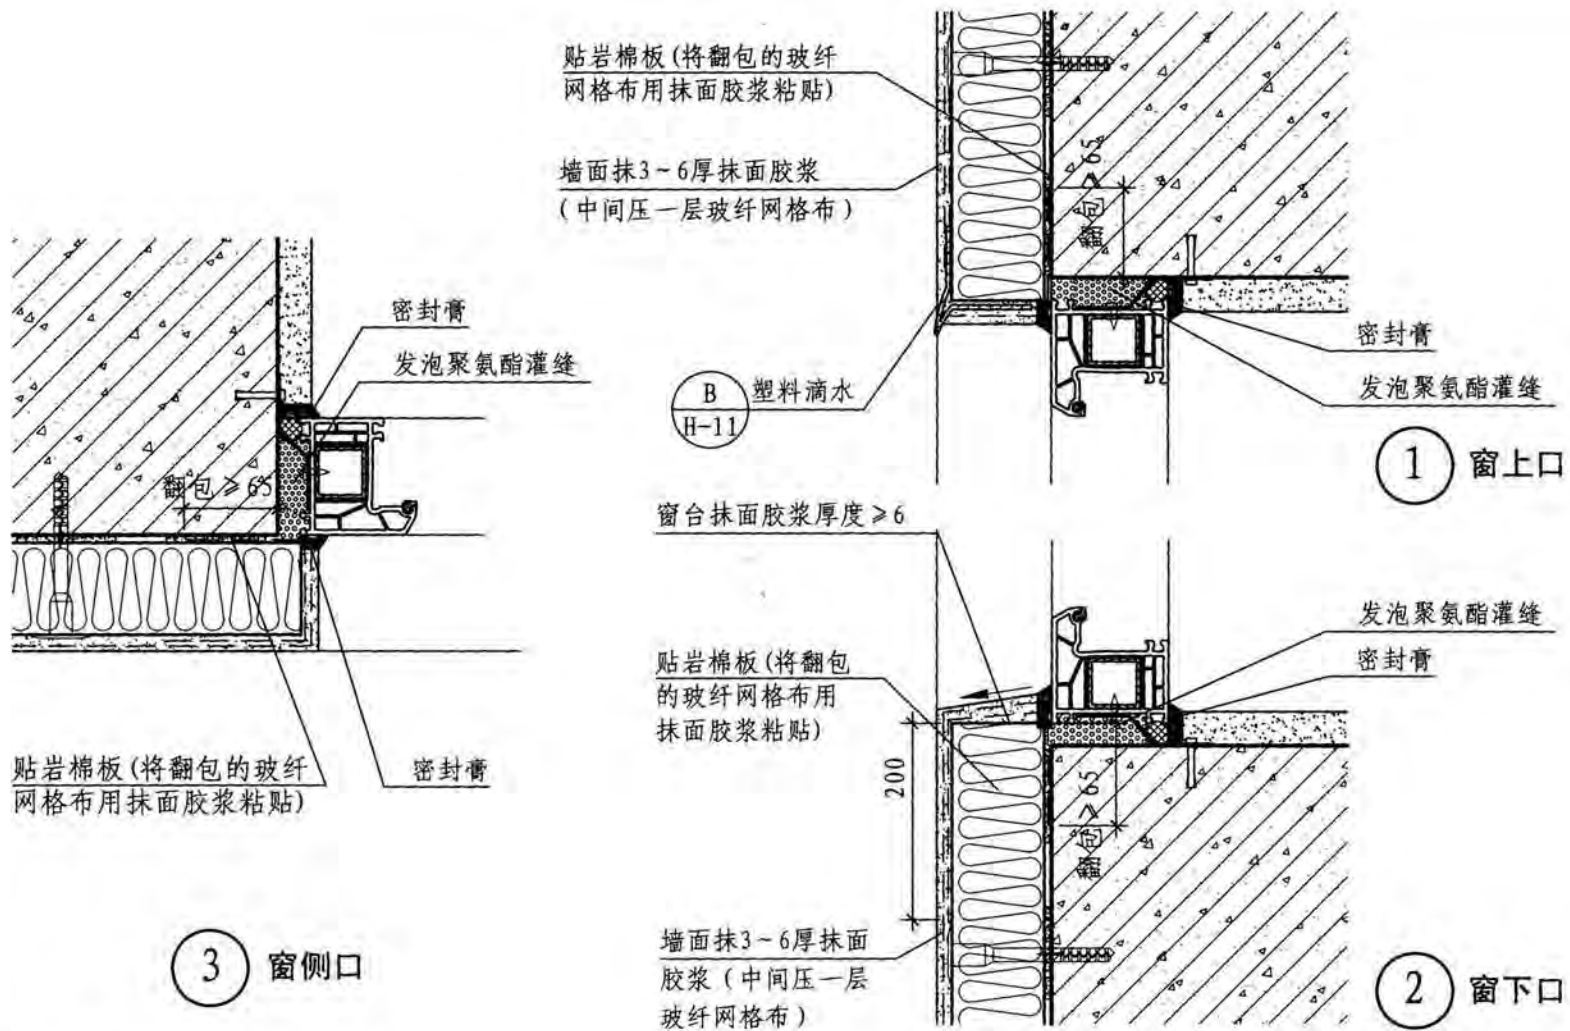 贴岩棉板(将翻包的玻纤
网格布用抹面胶浆粘贴)
墙面抹3~6厚抹面胶浆
(中间压一层玻纤网格布)
翻包≥65
B
H-11
塑料滴水
密封膏
发泡聚氨酯灌缝
1 窗上口
密封膏
发泡聚氨酯灌缝
翻包≥65
贴岩棉板(将翻包的玻纤
网格布用抹面胶浆粘贴)
密封膏
3 窗侧口
窗台抹面胶浆厚度≥6
贴岩棉板(将翻包
的玻纤网格布用
抹面胶浆粘贴)
200
翻包≥65
发泡聚氨酯灌缝
密封膏
墙面抹3~6厚抹面
胶浆(中间压一层
玻纤网格布)
2 窗下口